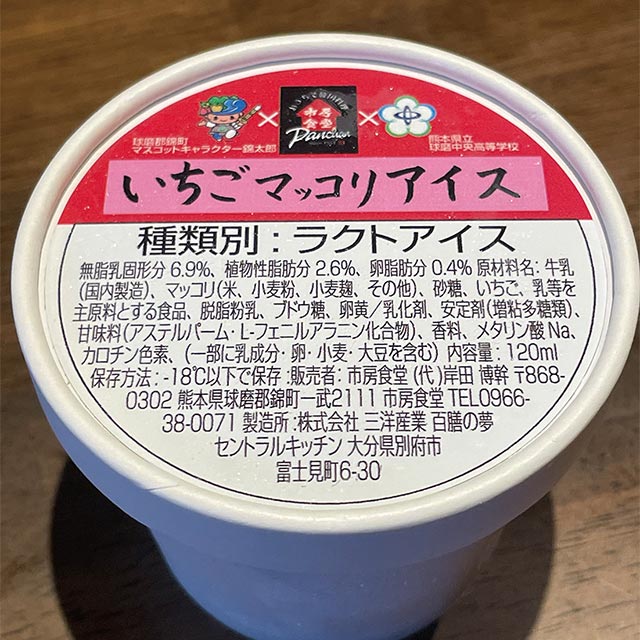 おうちで韓国料理
市房
食堂
Panchan
×
×
球磨郡錦町
マスコットキャラクター錦太郎
熊本県立
球磨中央高等学校
いちごマッコリアイス
種類別:ラクトアイス
無脂乳固形分 6.9%、植物性脂肪分 2.6%、卵脂肪分 0.4% 原材料名: 牛乳
(国内製造)、マッコリ(米、小麦粉、小麦麹、その他)、砂糖、いちご、乳等を
主原料とする食品、脱脂粉乳、ブドウ糖、卵黄/乳化剤、安定剤(増粘多糖類)、
甘味料(アステルパーム・L-フェニルアラニン化合物)、香料、メタリン酸Na、
カロチン色素、(一部に乳成分・卵・小麦・大豆を含む) 内容量:120ml
保存方法:-18℃以下で保存 販売者: 市房食堂 (代)岸田 博幹 〒868-
0302 熊本県球磨郡錦町一武2111 市房食堂 TEL0966-
38-0071 製造所:株式会社 三洋産業 百膳の夢
セントラルキッチン 大分県別府市
富士見町6-30